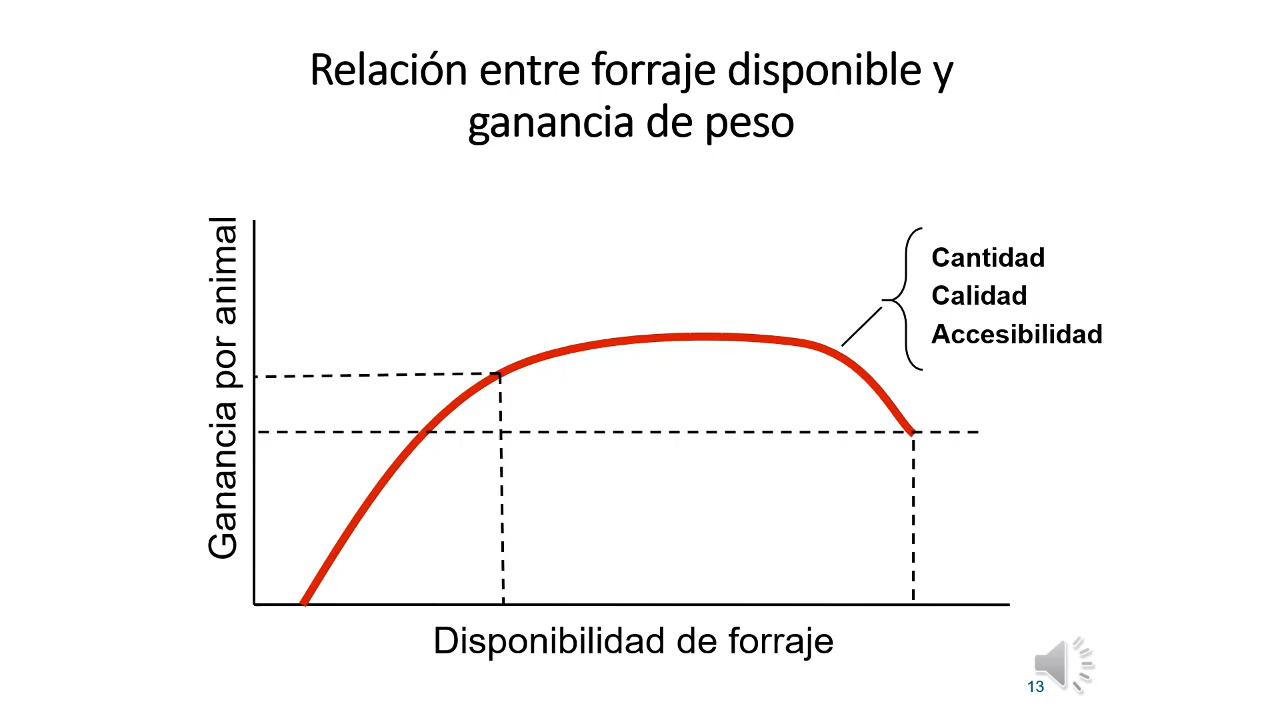 Relación entre forraje disponible y
ganancia de peso
Ganancia por animal
Cantidad
Calidad
Accesibilidad
Disponibilidad de forraje
13